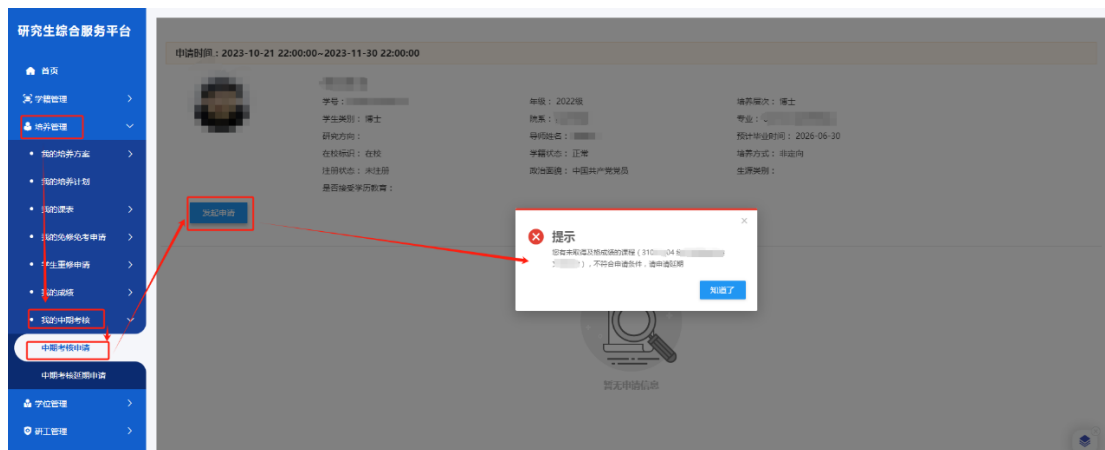 研究生综合服务平台
首页
学籍管理
培养管理
我的培养方案
我的培养计划
我的课表
我的免修免考申请
学生重修申请
我的成绩
我的中期考核
中期考核申请
中期考核延期申请
学位管理
研工管理
申请时间：2023-10-21 22:00:00~2023-11-30 22:00:00
学号：
年级： 2022级
培养层次： 博士
学生类别： 博士
院系：
专业：
研究方向：
导师姓名：
预计毕业时间： 2026-06-30
在校标识： 在校
学籍状态： 正常
培养方式： 非定向
注册状态： 未注册
政治面貌： 中国共产党党员
生源类别：
是否接受学历教育：
发起申请
提示
您有未取得及格成绩的课程（310 04
），不符合申请条件，请申请延期
知道了
暂无申请信息